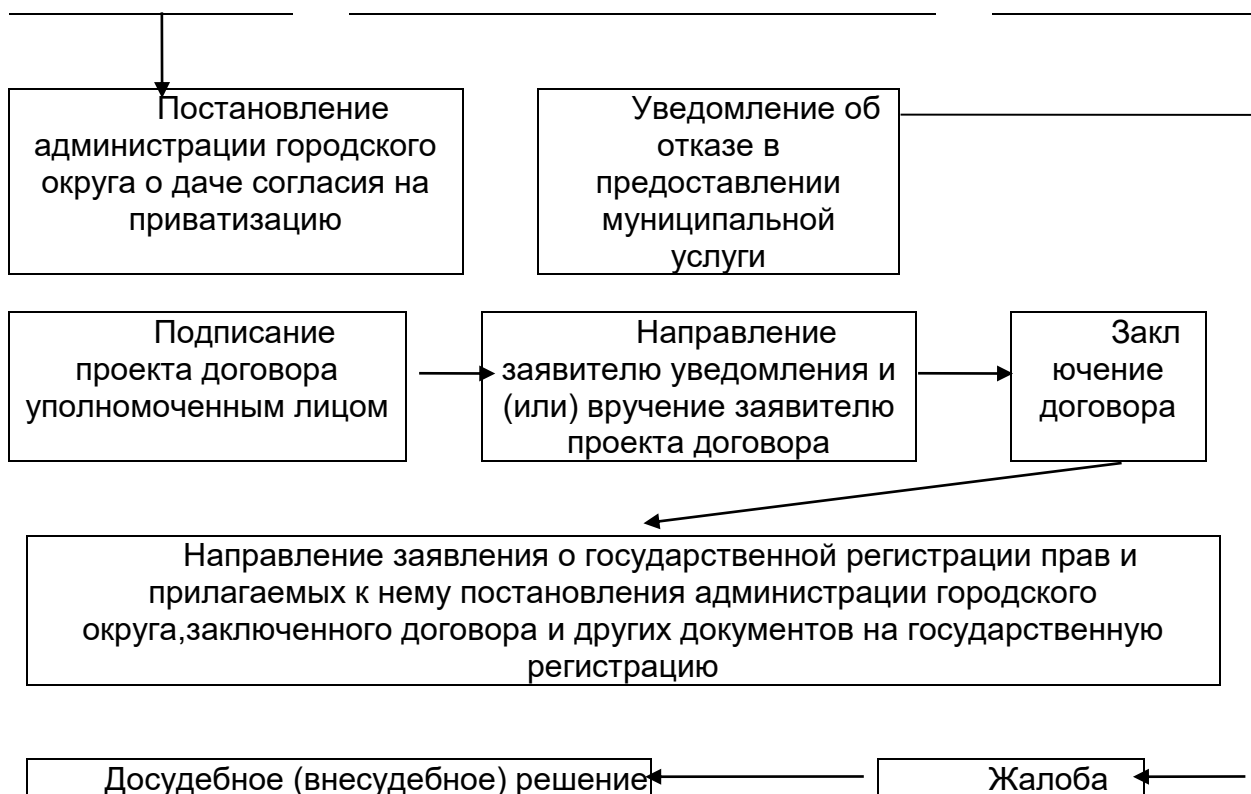 Постановление
администрации городского
округа о даче согласия на
приватизацию
Уведомление об
отказе в
предоставлении
муниципальной
услуги
Подписание
проекта договора
уполномоченным лицом
Направление
заявителю уведомления и
(или) вручение заявителю
проекта договора
Закл
ючение
договора
Направление заявления о государственной регистрации прав и
прилагаемых к нему постановления администрации городского
округа,заключенного договора и других документов на государственную
регистрацию
Досудебное (внесудебное) решение
Жалоба